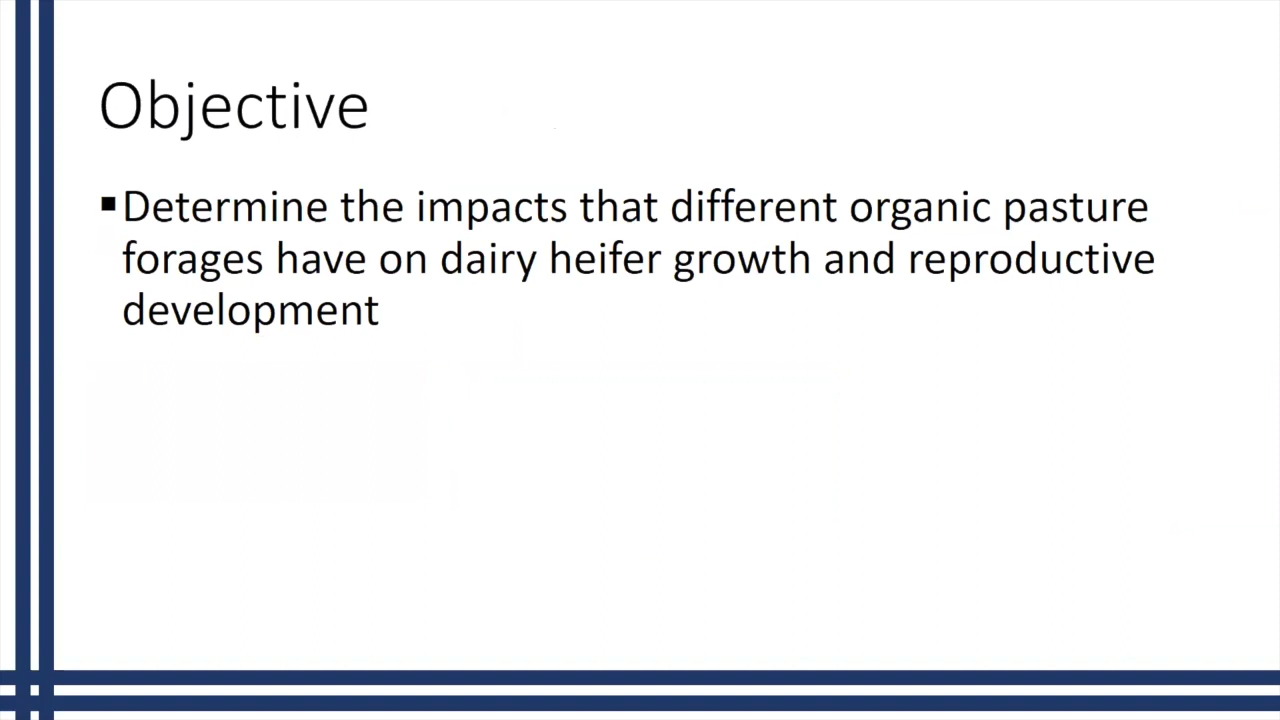 Objective
▪Determine the impacts that different organic pasture
forages have on dairy heifer growth and reproductive
development